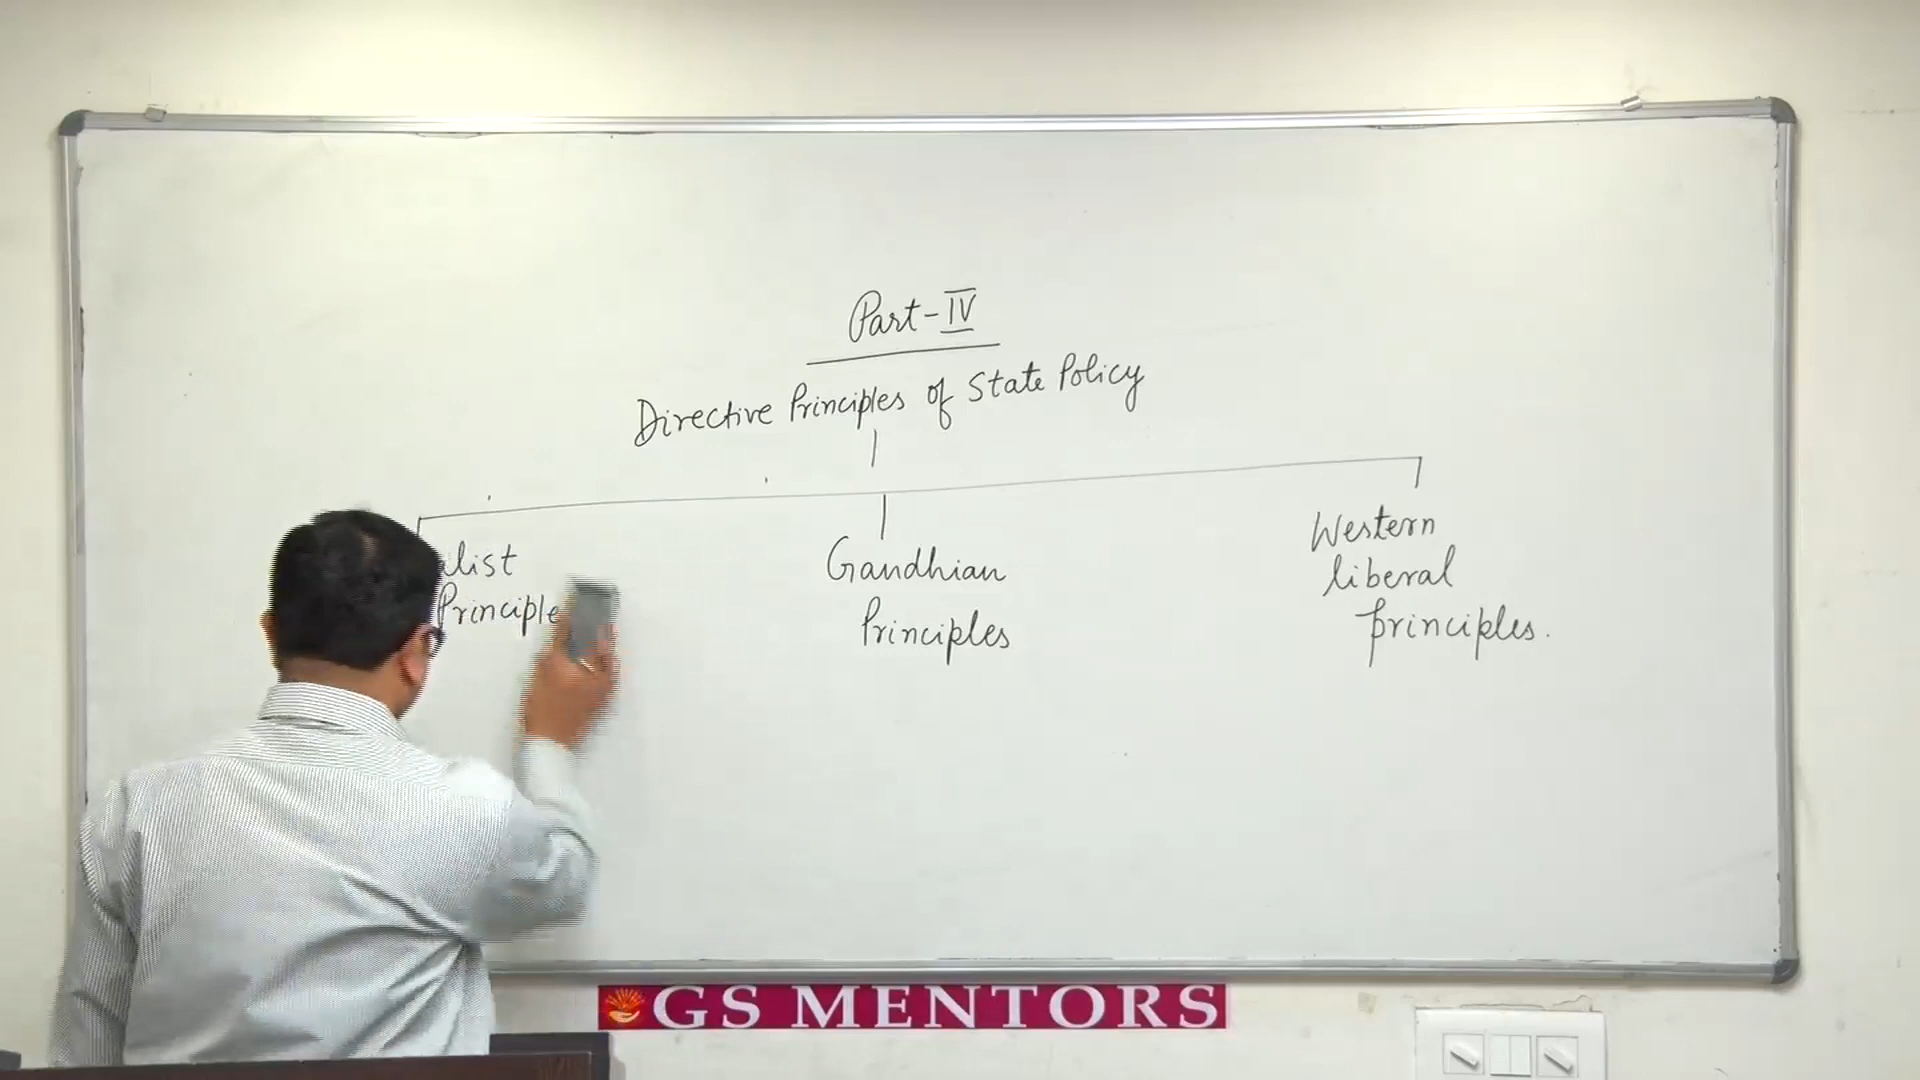 Part-IV
Directive Principles of State Policy
alist
Principle
Gandhian
Principles
Western
liberal
principles.
GS MENTORS